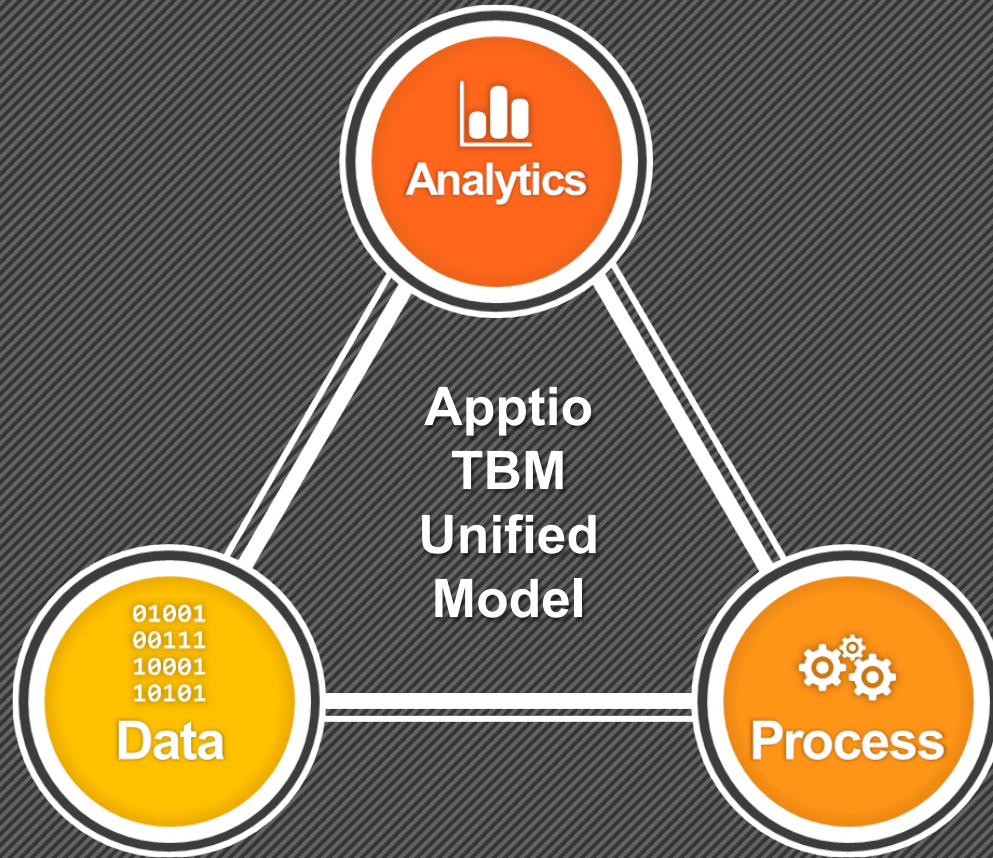 Analytics
Apptio
TBM
Unified
Model
01001
00111
10001
10101
Data
Process